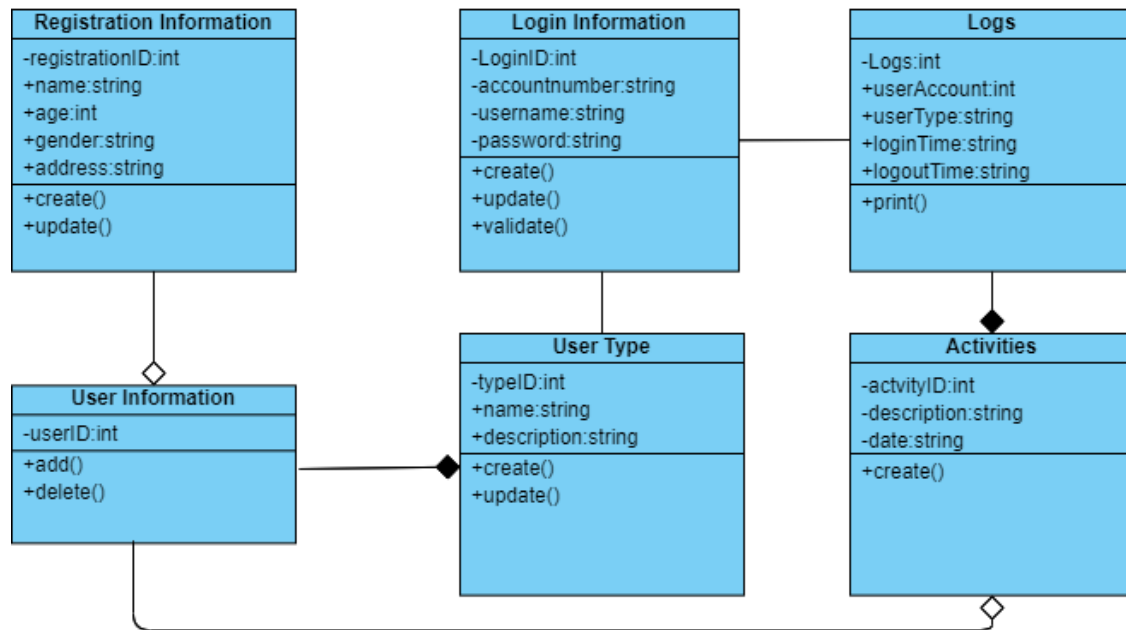 Registration Information
-registrationID:int
+name:string
+age:int
+gender:string
+address:string
+create()
+update()
Login Information
-LoginID:int
-accountnumber:string
-username:string
-password:string
+create()
+update()
+validate()
Logs
-Logs:int
+userAccount:int
+userType:string
+loginTime:string
+logoutTime:string
+print()
User Information
-userID:int
+add()
+delete()
User Type
-typeID:int
+name:string
+description:string
+create()
+update()
Activities
-actvityID:int
-description:string
-date:string
+create()